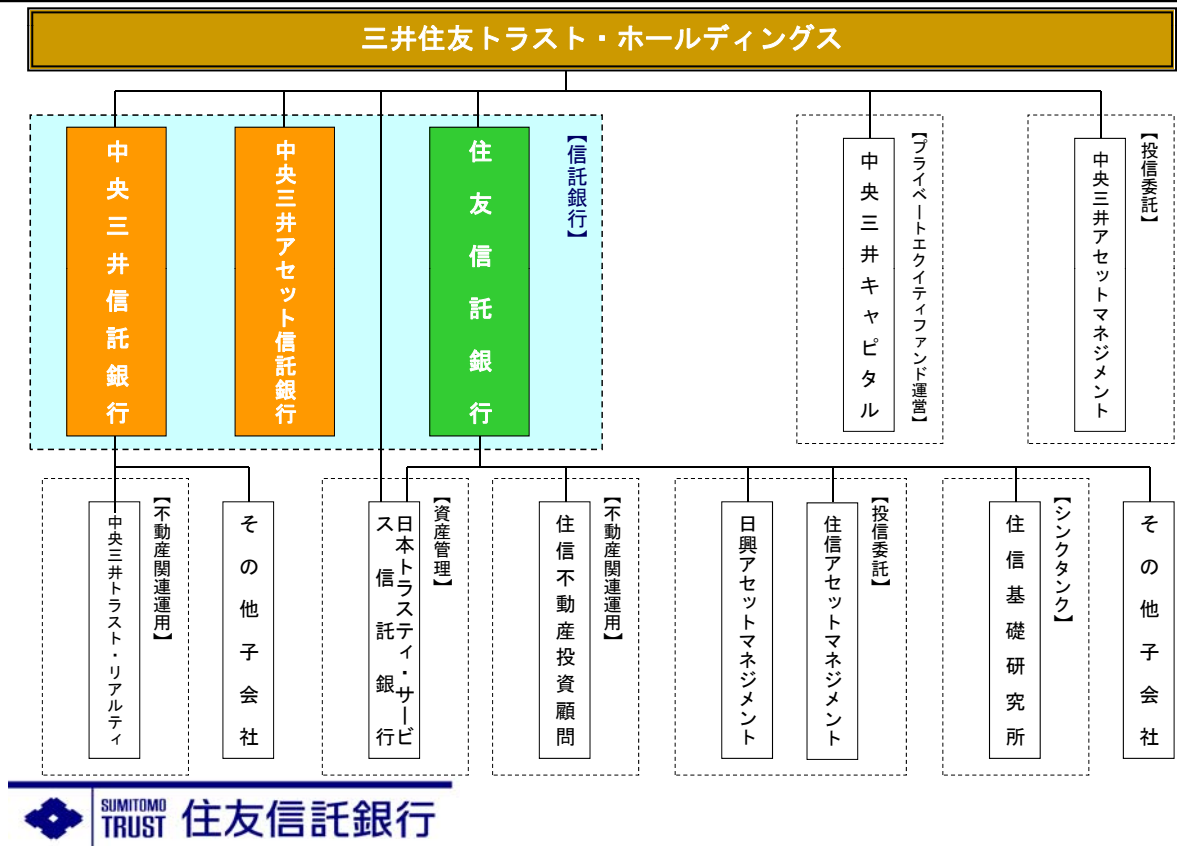 三井住友トラスト・ホールディングス
中央三井信託銀行
中央三井アセット信託銀行
住友信託銀行
【信託銀行】
中央三井キャピタル
【プライベートエクイティファンド運営】
中央三井アセットマネジメント
【投信委託】
中央三井トラスト・リアルティ
【不動産関連運用】
その他子会社
日本トラスティ・サービ
ス信託銀行
【資産管理】
住信不動産投資顧問
【不動産関連運用】
日興アセットマネジメント
住信アセットマネジメント
【投信委託】
住信基礎研究所
【シンクタンク】
その他子会社
SUMITOMO
TRUST
住友信託銀行